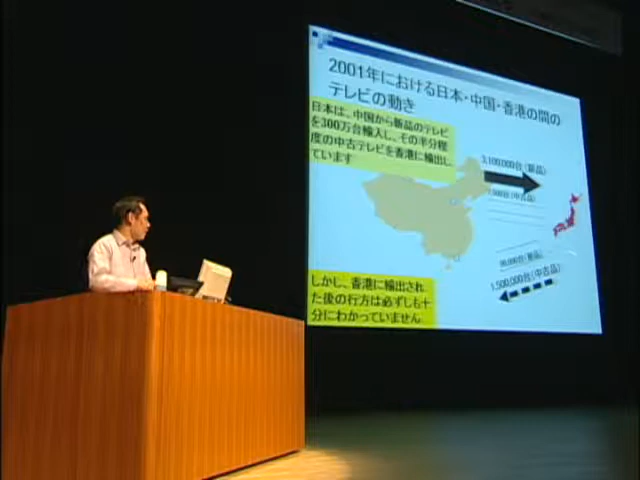 2001年における日本・中国・香港の間の
テレビの動き
日本は、中国から新品のテレビ
を300万台輸入し、その半分程
度の中古テレビを香港に輸出し
ています
3,100,000台（新品）
（中古品）
（新品）
1,500,000台（中古品）
しかし、香港に輸出され
た後の行方は必ずしも十
分にわかっていません